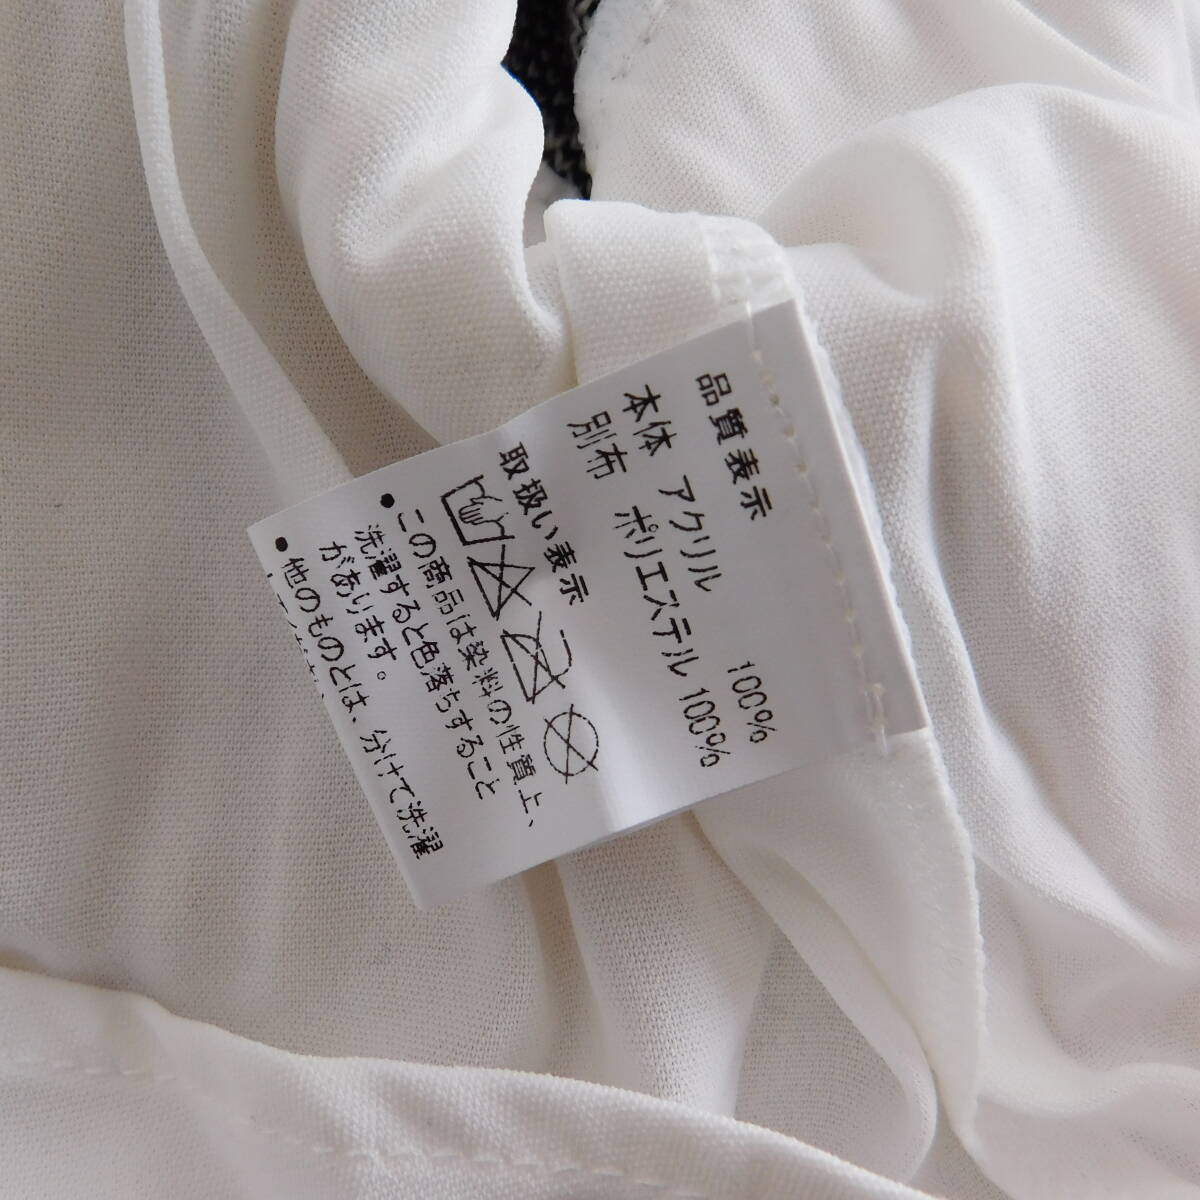 品質表示
本体 アクリル 100%
別布 ポリエステル 100%
取扱い表示
●この商品は染料の性質上、
洗濯すると色落ちすること
があります。
●他のものとは、分けて洗濯